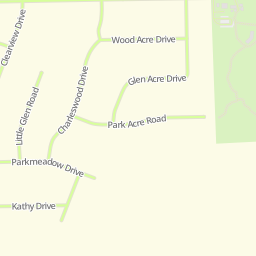 Clearview Drive
Wood Acre Drive
Glen Acre Drive
Charleswood Drive
Little Glen Road
Park Acre Road
Parkmeadow Drive
Kathy Drive